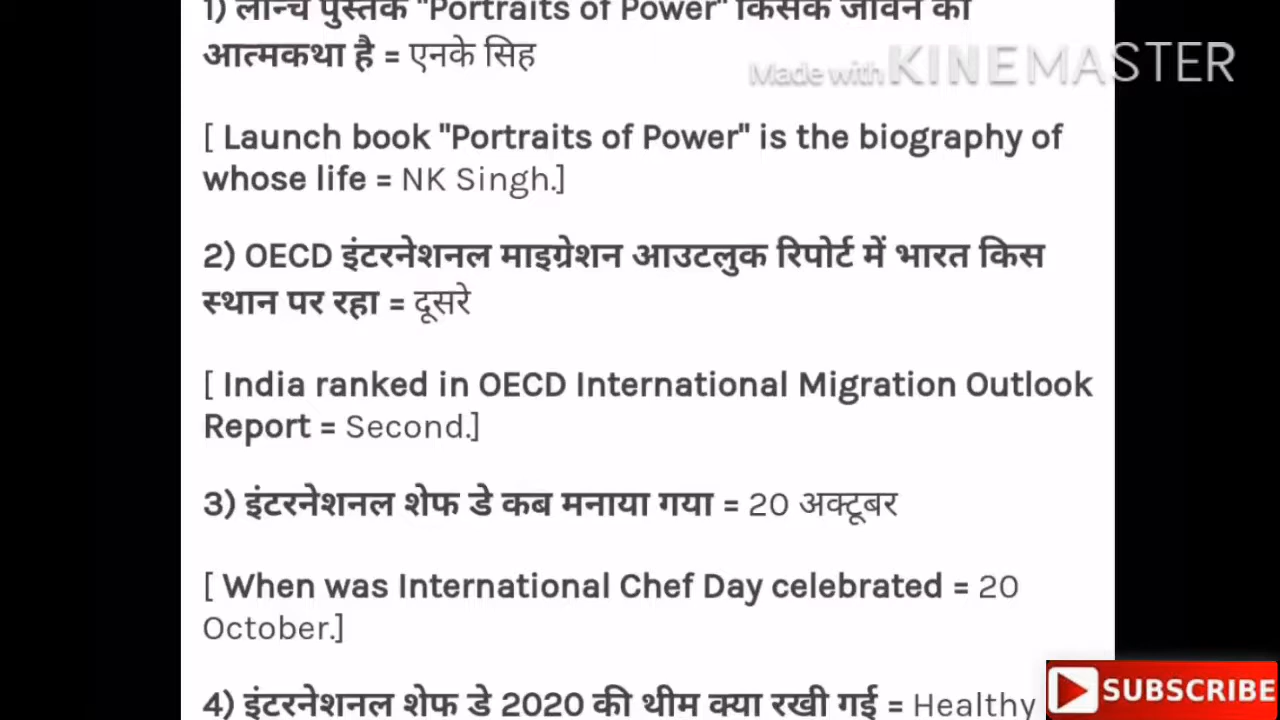 1) लॉन्च पुस्तक "Portraits of Power" किसके जीवन की
आत्मकथा है = एनके सिंह
Made with KINEMASTER
[ Launch book "Portraits of Power" is the biography of
whose life = NK Singh.]
2) OECD इंटरनेशनल माइग्रेशन आउटलुक रिपोर्ट में भारत किस
स्थान पर रहा = दूसरे
[ India ranked in OECD International Migration Outlook
Report = Second.]
3) इंटरनेशनल शेफ डे कब मनाया गया = 20 अक्टूबर
[ When was International Chef Day celebrated = 20
October.]
4) इंटरनेशनल शेफ डे 2020 की थीम क्या रखी गई = Healthy
SUBSCRIBE